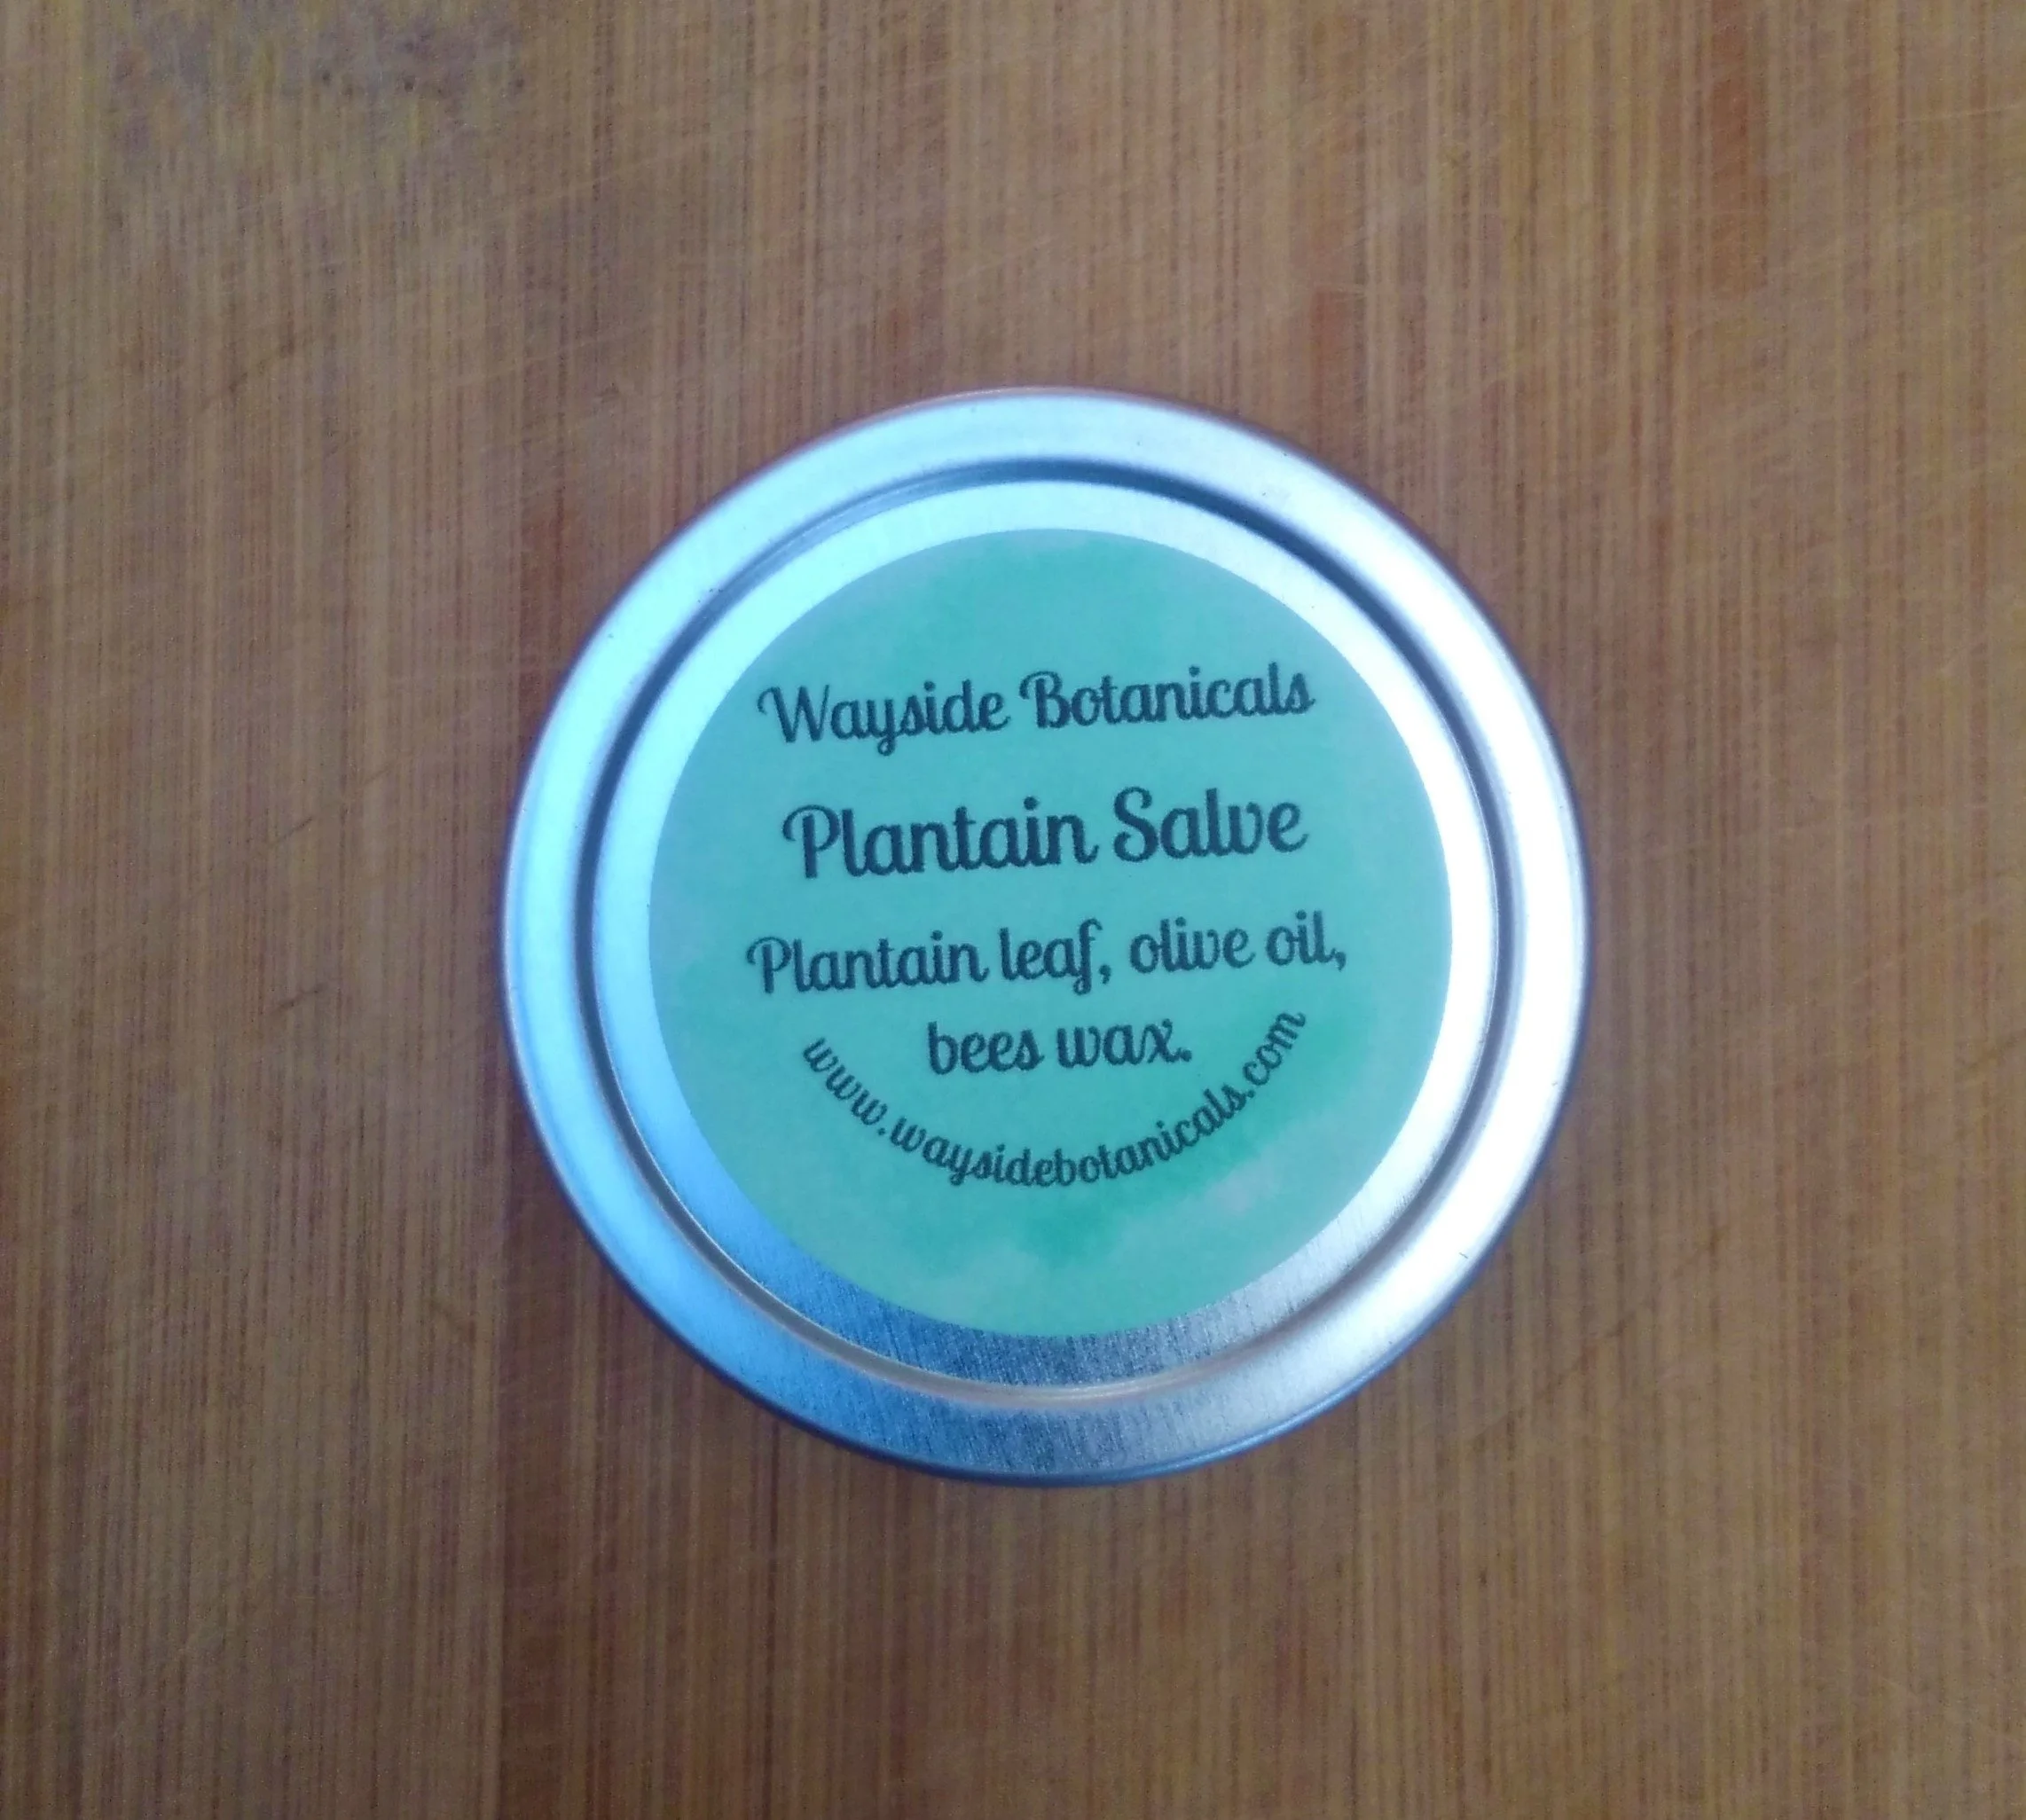 Wayside Botanicals
Plantain Salve
Plantain leaf, olive oil,
bees wax.
www.waysidebotanicals.com